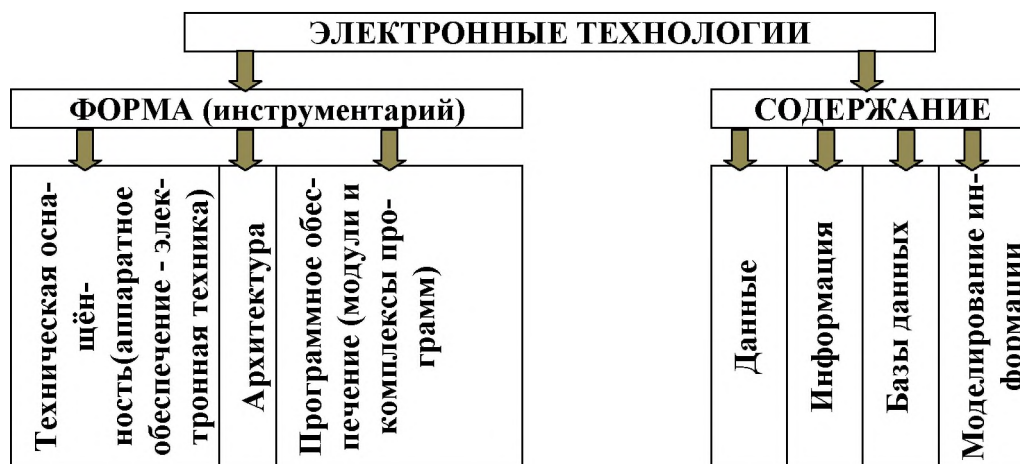 ЭЛЕКТРОННЫЕ ТЕХНОЛОГИИ
ФОРМА (инструментарий)
СОДЕРЖАНИЕ
Техническая осна-
щён-
ность(аппаратное
обеспечение - элек-
тронная техника)
Архитектура
Программное обес-
печение (модули и
комплексы про-
грамм)
Данные
Информация
Базы данных
Моделирование ин-
формации